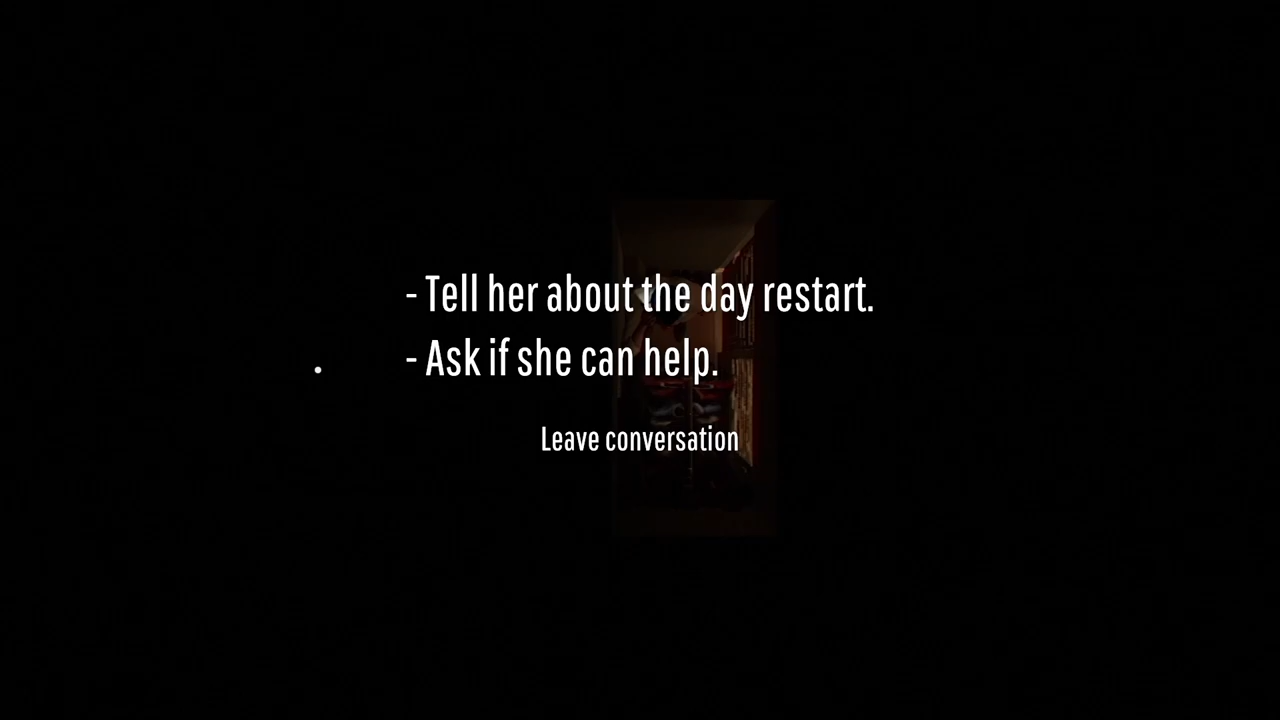 - Tell her about the day restart.
- Ask if she can help.
Leave conversation